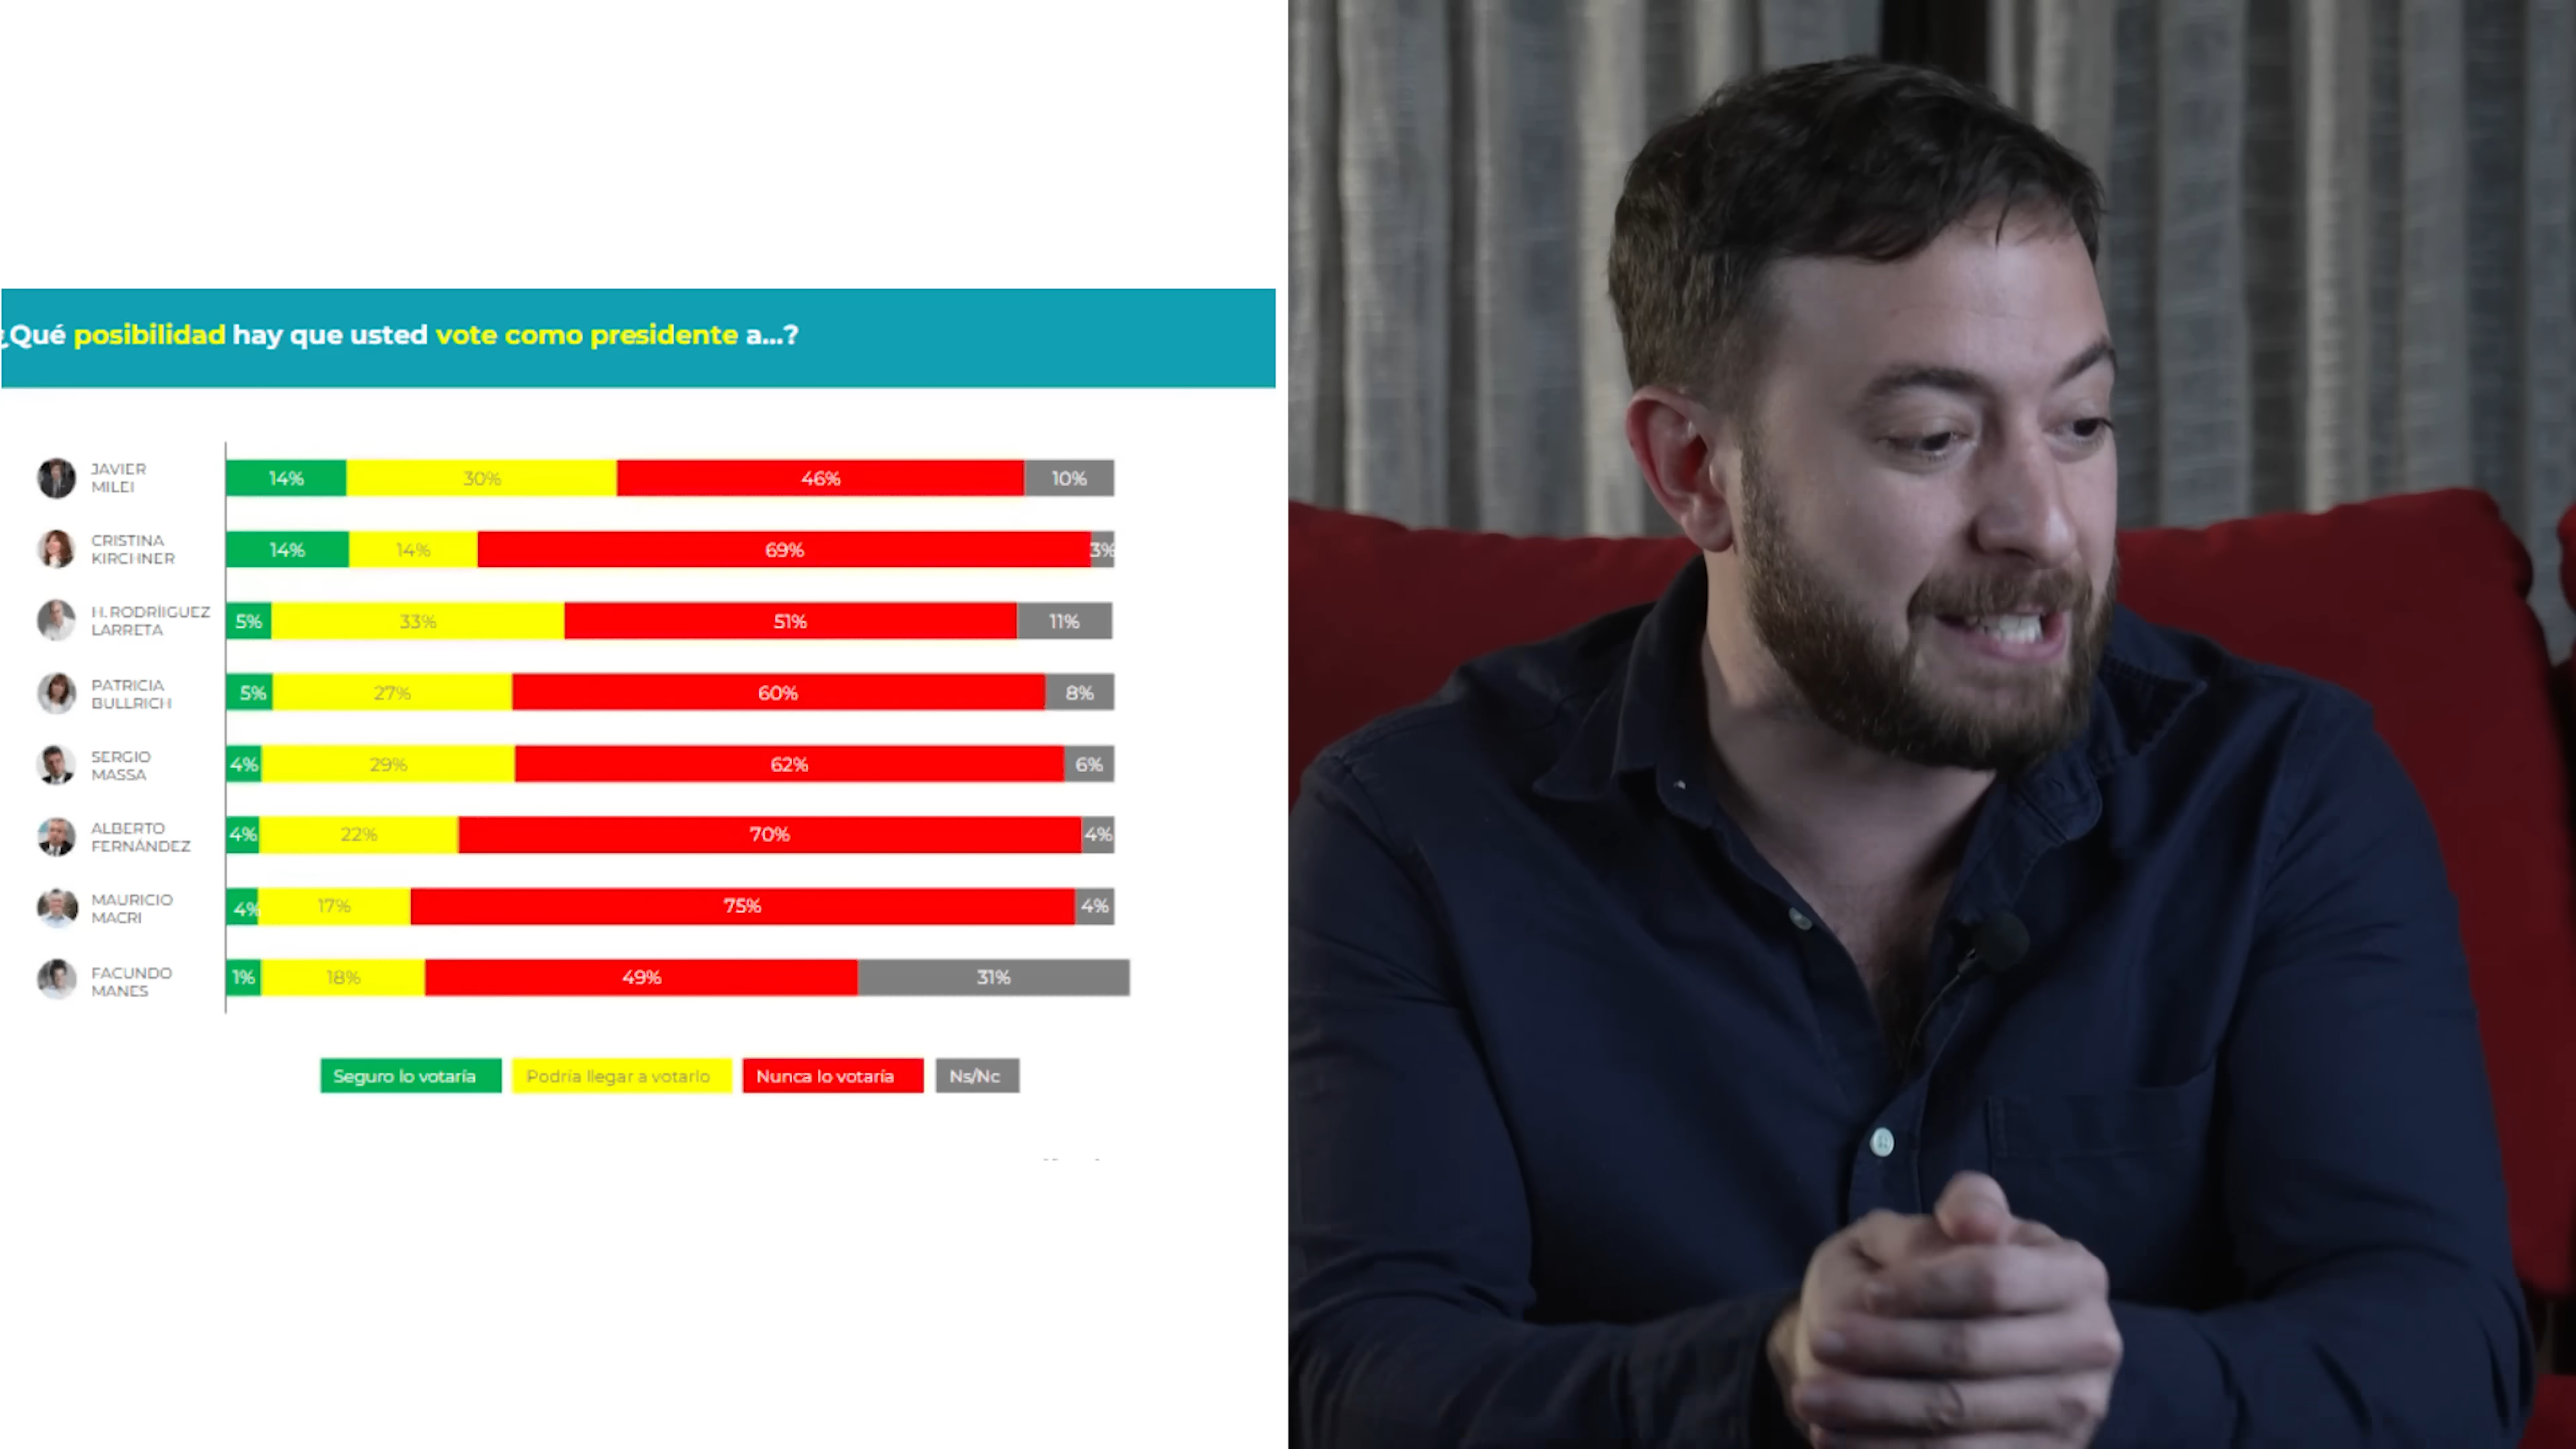 ¿Qué posibilidad hay que usted vote como presidente a...?
JAVIER
MILEI
14% 30% 46% 10%
CRISTINA
KIRCHNER
14% 14% 69% 3%
H.RODRÍIGUEZ
LARRETA
5% 33% 51% 11%
PATRICIA
BULLRICH
5% 27% 60% 8%
SERGIO
MASSA
4% 29% 62% 6%
ALBERTO
FERNÁNDEZ
4% 22% 70% 4%
MAURICIO
MACRI
4% 17% 75% 4%
FACUNDO
MANES
1% 18% 49% 31%
Seguro lo votaría Podría llegar a votarlo Nunca lo votaría Ns/Nc